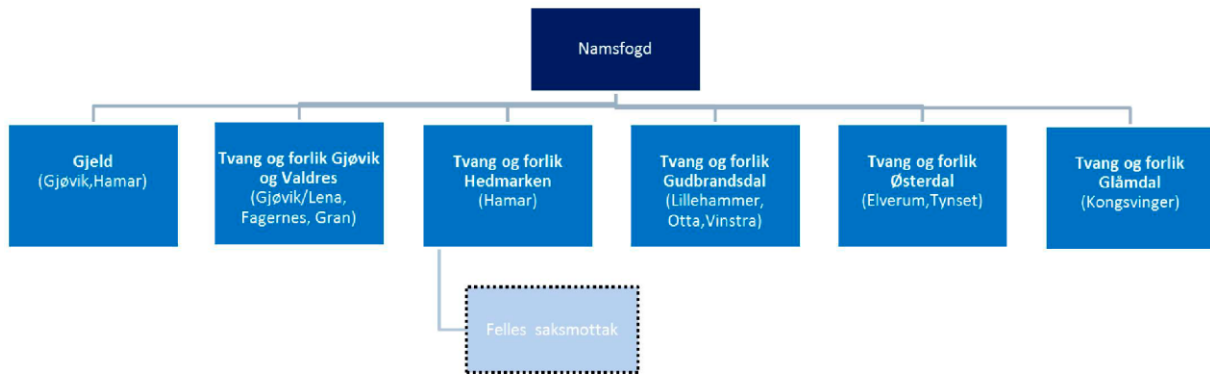 Namsfogd
Gjeld
(Gjøvik,Hamar)
Tvang og forlik Gjøvik
og Valdres
(Gjøvik/Lena,
Fagernes, Gran)
Tvang og forlik
Hedmarken
(Hamar)
Tvang og forlik
Gudbrandsdal
(Lillehammer,
Otta,Vinstra)
Tvang og forlik
Østerdal
(Elverum,Tynset)
Tvang og forlik
Glåmdal
(Kongsvinger)
Felles saksmottak